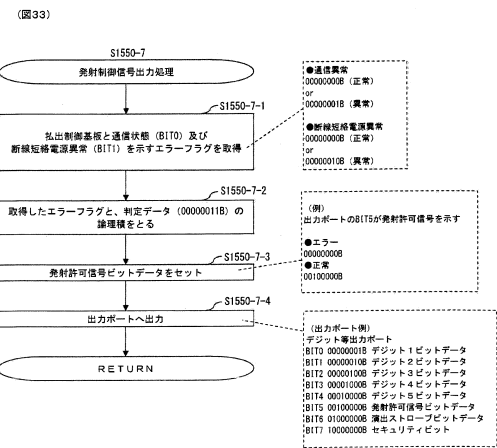 (図33)
S1550-7
発射制御信号出力処理
S1550-7-1
払出制御基板と通信状態（BIT0）及び
断線短絡電源異常（BIT1）を示すエラーフラグを取得
●通信異常
00000000B（正常）
or
00000001B（異常）
●断線短絡電源異常
00000000B（正常）
or
00000010B（異常）
S1550-7-2
取得したエラーフラグと、判定データ（00000011B）の
論理積をとる
（例）
出力ポートのBIT5が発射許可信号を示す
●エラー
00000000B
●正常
00100000B
S1550-7-3
発射許可信号ビットデータをセット
S1550-7-4
出力ポートへ出力
（出力ポート例）
デジット等出力ポート
BIT0 00000001B デジット1ビットデータ
BIT1 00000010B デジット2ビットデータ
BIT2 00000100B デジット3ビットデータ
BIT3 00001000B デジット4ビットデータ
BIT4 00010000B デジット5ビットデータ
BIT5 00100000B 発射許可信号ビットデータ
BIT6 01000000B 演出ストローブビットデータ
BIT7 10000000B セキュリティビット
RETURN